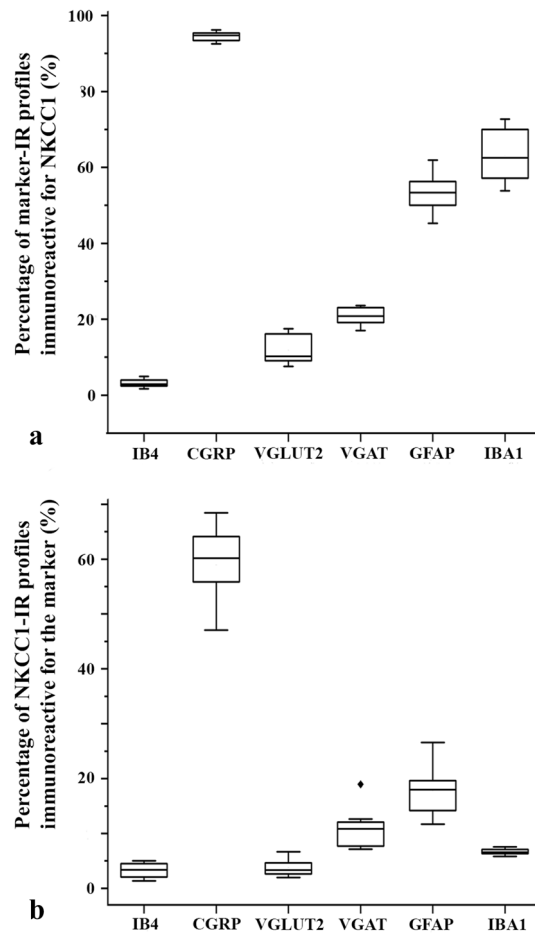 Percentage of marker-IR profiles
immunoreactive for NKCC1 (%)
100
80
60
40
20
0
a
IB4 CGRP VGLUT2 VGAT GFAP IBA1
Percentage of NKCC1-IR profiles
immunoreactive for the marker (%)
60
40
20
0
b
IB4 CGRP VGLUT2 VGAT GFAP IBA1